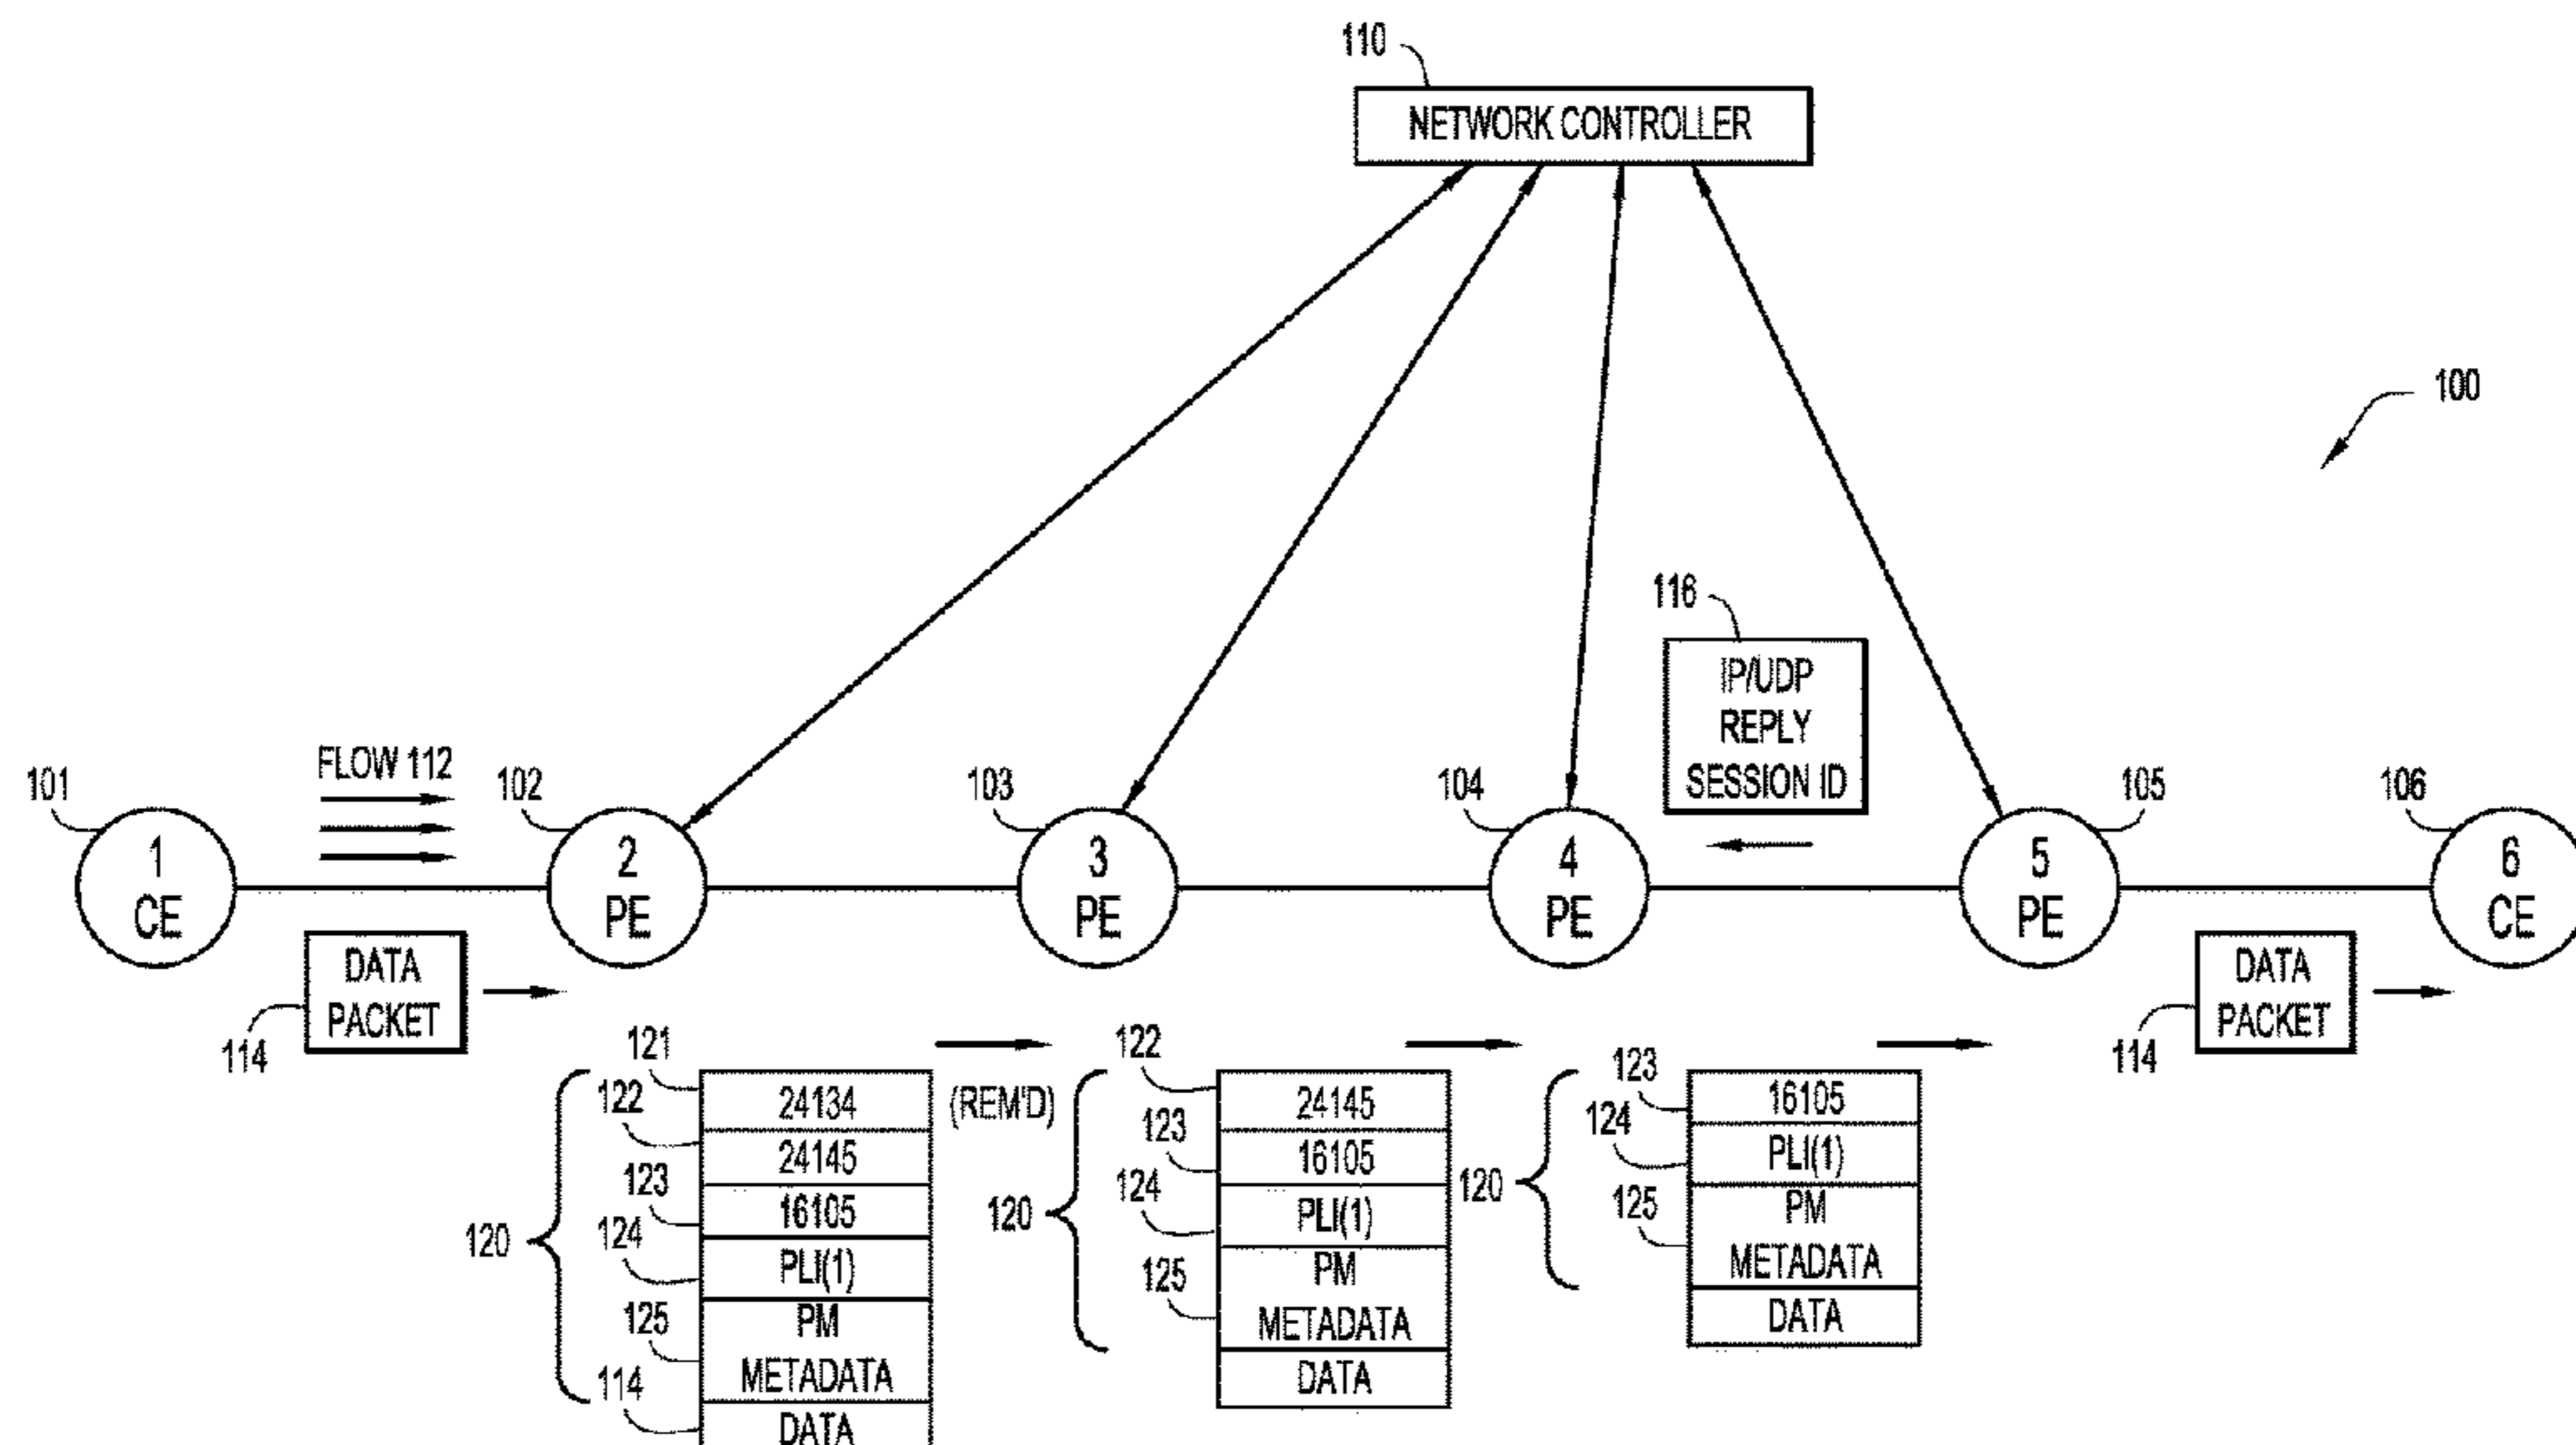 110
NETWORK CONTROLLER
100
116
IP/UDP
REPLY
SESSION ID
101
FLOW 112
102
103
104
105
106
1
CE
2
PE
3
PE
4
PE
5
PE
6
CE
DATA
PACKET
114
DATA
PACKET
114
120
121
122
123
124
125
114
24134
24145
16105
PLI(1)
PM
METADATA
DATA
(REM'D)
120
122
123
124
125
24145
16105
PLI(1)
PM
METADATA
DATA
120
123
124
125
16105
PLI(1)
PM
METADATA
DATA